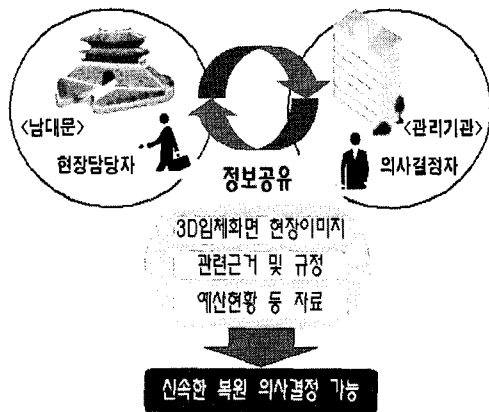 <남대문>
현장담당자
<관리기관>
의사결정자
정보공유
3D입체화면 현장이미지
관련근거 및 규정
예산현황 등 자료
신속한 복원 의사결정 가능